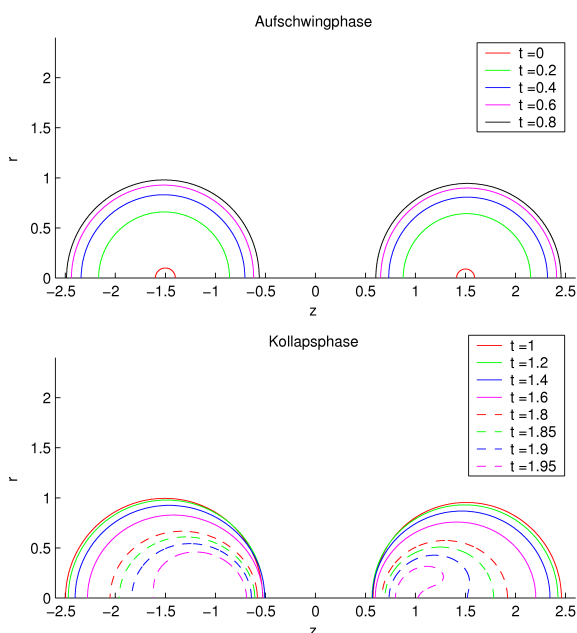 Aufschwingphase
t =0
t =0.2
t =0.4
t =0.6
t =0.8
2
1.5
1
0.5
0
r
−2.5 −2 −1.5 −1 −0.5 0 0.5 1 1.5 2 2.5
z
Kollapsphase
t =1
t =1.2
t =1.4
t =1.6
t =1.8
t =1.85
t =1.9
t =1.95
2
1.5
1
0.5
0
r
−2.5 −2 −1.5 −1 −0.5 0 0.5 1 1.5 2 2.5
z